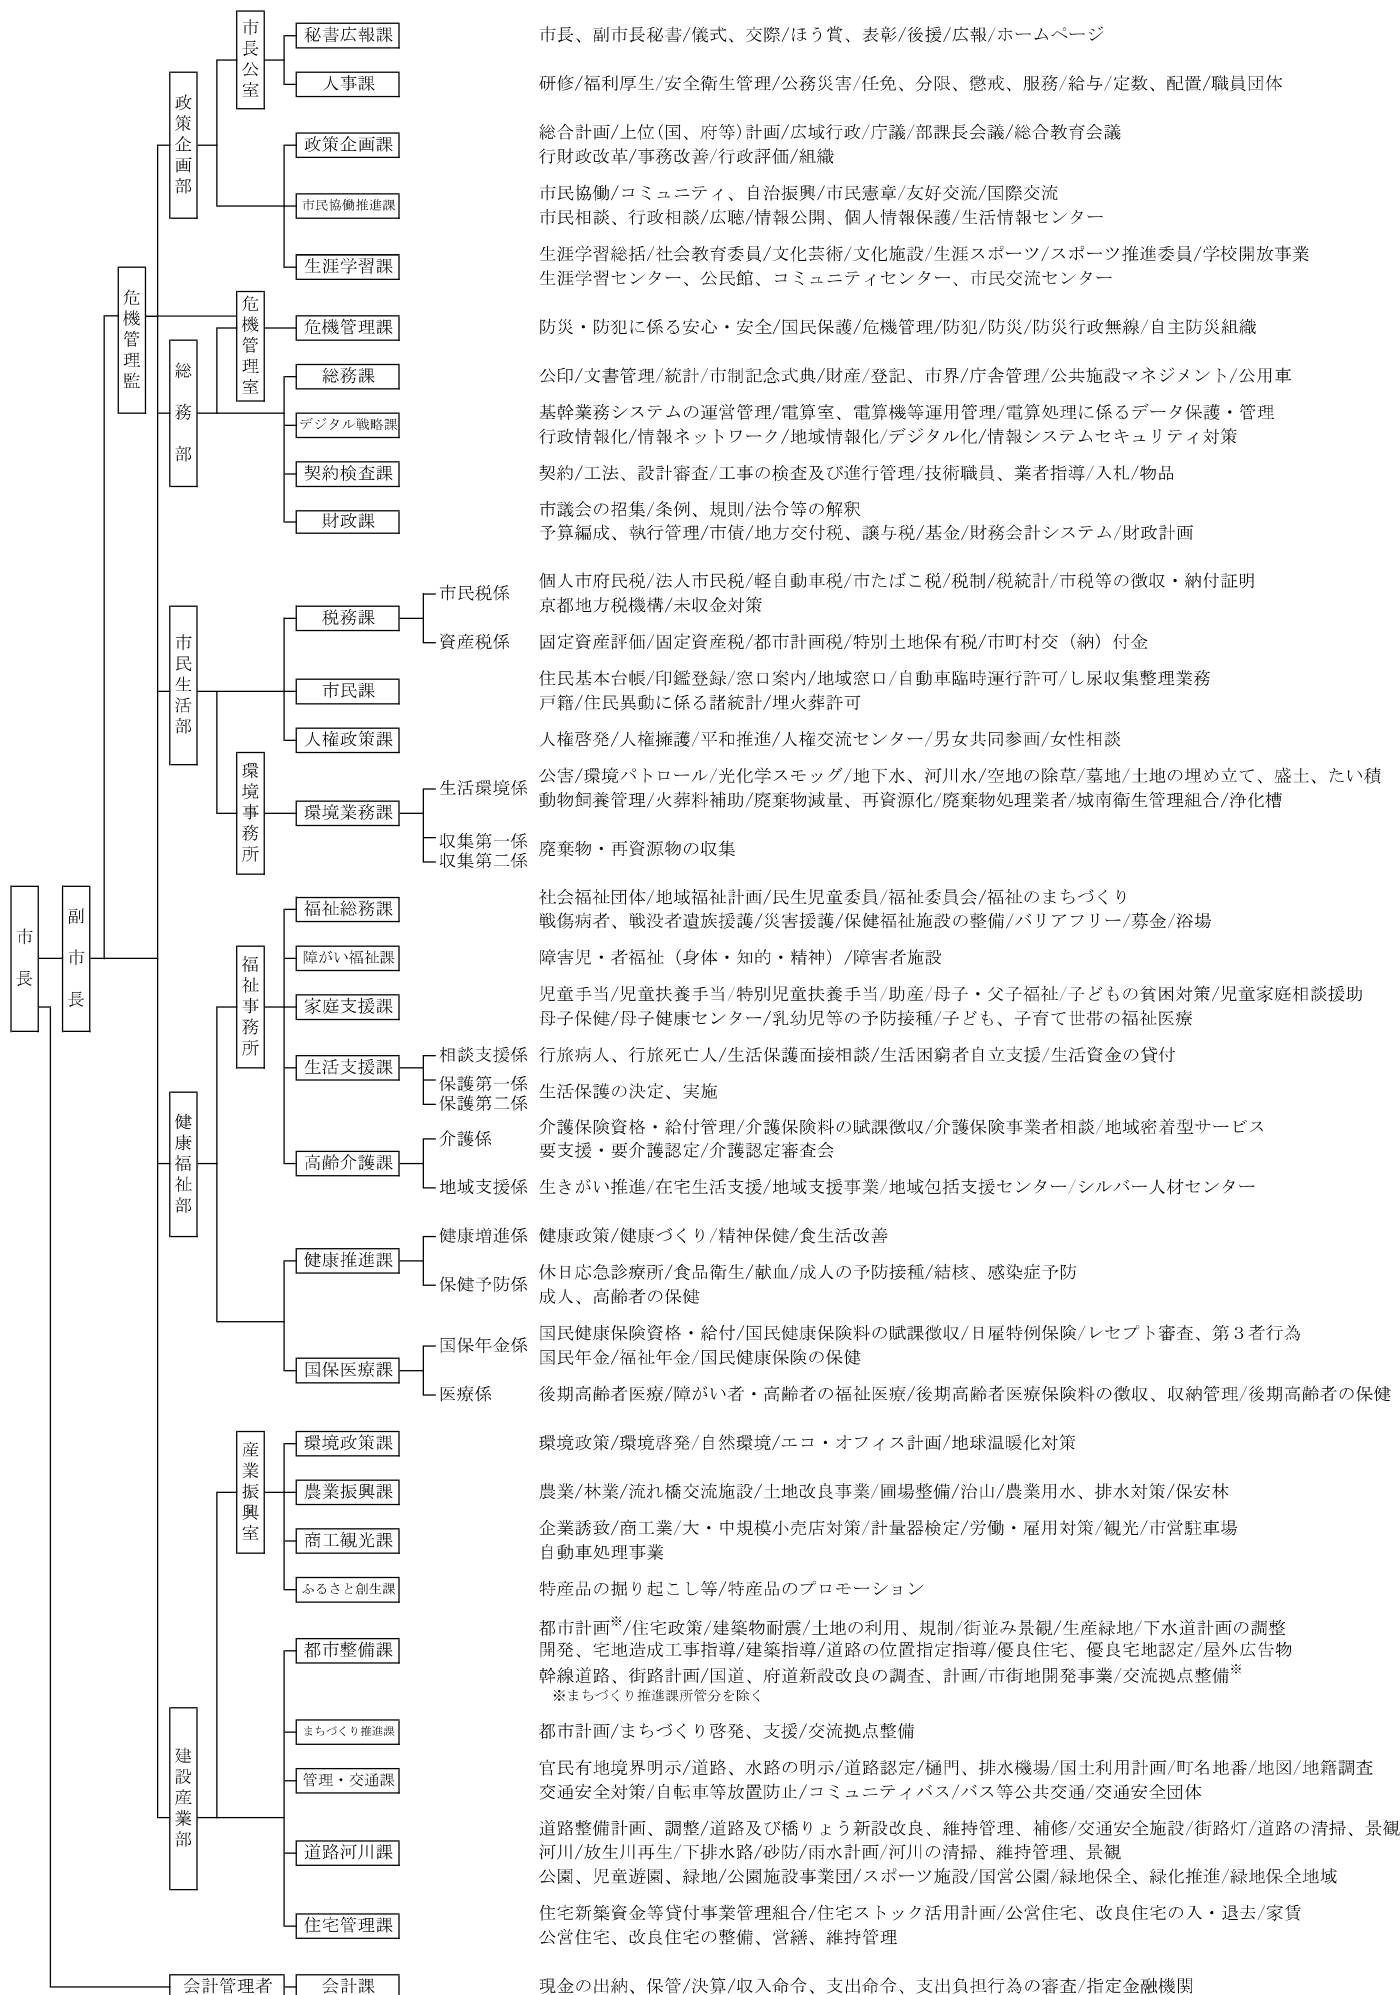 市長
副市長
危機管理監
政策企画部
市長公室
秘書広報課 市長、副市長秘書/儀式、交際/ほう賞、表彰/後援/広報/ホームページ
人事課 研修/福利厚生/安全衛生管理/公務災害/任免、分限、懲戒、服務/給与/定数、配置/職員団体
政策企画課 総合計画/上位(国、府等)計画/広域行政/庁議/部課長会議/総合教育会議
行財政改革/事務改善/行政評価/組織
市民協働推進課 市民協働/コミュニティ、自治振興/市民憲章/友好交流/国際交流
市民相談、行政相談/広聴/情報公開、個人情報保護/生活情報センター
生涯学習課 生涯学習総括/社会教育委員/文化芸術/文化施設/生涯スポーツ/スポーツ推進委員/学校開放事業
生涯学習センター、公民館、コミュニティセンター、市民交流センター
総務部
危機管理室
危機管理課 防災・防犯に係る安心・安全/国民保護/危機管理/防犯/防災/防災行政無線/自主防災組織
総務課 公印/文書管理/統計/市制記念式典/財産/登記、市界/庁舎管理/公共施設マネジメント/公用車
デジタル戦略課 基幹業務システムの運営管理/電算室、電算機等運用管理/電算処理に係るデータ保護・管理
行政情報化/情報ネットワーク/地域情報化/デジタル化/情報システムセキュリティ対策
契約検査課 契約/工法、設計審査/工事の検査及び進行管理/技術職員、業者指導/入札/物品
財政課 市議会の招集/条例、規則/法令等の解釈
予算編成、執行管理/市債/地方交付税、譲与税/基金/財務会計システム/財政計画
市民生活部
税務課
市民税係 個人市府民税/法人市民税/軽自動車税/市たばこ税/税制/税統計/市税等の徴収・納付証明
京都地方税機構/未収金対策
資産税係 固定資産評価/固定資産税/都市計画税/特別土地保有税/市町村交（納）付金
市民課 住民基本台帳/印鑑登録/窓口案内/地域窓口/自動車臨時運行許可/し尿収集整理業務
戸籍/住民異動に係る諸統計/埋火葬許可
人権政策課 人権啓発/人権擁護/平和推進/人権交流センター/男女共同参画/女性相談
環境事務所
環境業務課
生活環境係 公害/環境パトロール/光化学スモッグ/地下水、河川水/空地の除草/墓地/土地の埋め立て、盛土、たい積
動物飼養管理/火葬料補助/廃棄物減量、再資源化/廃棄物処理業者/城南衛生管理組合/浄化槽
収集第一係
収集第二係 廃棄物・再資源物の収集
健康福祉部
福祉事務所
福祉総務課 社会福祉団体/地域福祉計画/民生児童委員/福祉委員会/福祉のまちづくり
戦傷病者、戦没者遺族援護/災害援護/保健福祉施設の整備/バリアフリー/募金/浴場
障がい福祉課 障害児・者福祉（身体・知的・精神）/障害者施設
家庭支援課 児童手当/児童扶養手当/特別児童扶養手当/助産/母子・父子福祉/子どもの貧困対策/児童家庭相談援助
母子保健/母子健康センター/乳幼児等の予防接種/子ども、子育て世帯の福祉医療
生活支援課
相談支援係 行旅病人、行旅死亡人/生活保護面接相談/生活困窮者自立支援/生活資金の貸付
保護第一係
保護第二係 生活保護の決定、実施
高齢介護課
介護係 介護保険資格・給付管理/介護保険料の賦課徴収/介護保険事業者相談/地域密着型サービス
要支援・要介護認定/介護認定審査会
地域支援係 生きがい推進/在宅生活支援/地域支援事業/地域包括支援センター/シルバー人材センター
健康推進課
健康増進係 健康政策/健康づくり/精神保健/食生活改善
保健予防係 休日応急診療所/食品衛生/献血/成人の予防接種/結核、感染症予防
成人、高齢者の保健
国保医療課
国保年金係 国民健康保険資格・給付/国民健康保険料の賦課徴収/日雇特例保険/レセプト審査、第３者行為
国民年金/福祉年金/国民健康保険の保健
医療係 後期高齢者医療/障がい者・高齢者の福祉医療/後期高齢者医療保険料の徴収、収納管理/後期高齢者の保健
建設産業部
産業振興室
環境政策課 環境政策/環境啓発/自然環境/エコ・オフィス計画/地球温暖化対策
農業振興課 農業/林業/流れ橋交流施設/土地改良事業/圃場整備/治山/農業用水、排水対策/保安林
商工観光課 企業誘致/商工業/大・中規模小売店対策/計量器検定/労働・雇用対策/観光/市営駐車場
自動車処理事業
ふるさと創生課 特産品の掘り起こし等/特産品のプロモーション
都市整備課 都市計画※/住宅政策/建築物耐震/土地の利用、規制/街並み景観/生産緑地/下水道計画の調整
開発、宅地造成工事指導/建築指導/道路の位置指定指導/優良住宅、優良宅地認定/屋外広告物
幹線道路、街路計画/国道、府道新設改良の調査、計画/市街地開発事業/交流拠点整備※
※まちづくり推進課所管分を除く
まちづくり推進課 都市計画/まちづくり啓発、支援/交流拠点整備
管理・交通課 官民有地境界明示/道路、水路の明示/道路認定/樋門、排水機場/国土利用計画/町名地番/地図/地籍調査
交通安全対策/自転車等放置防止/コミュニティバス/バス等公共交通/交通安全団体
道路河川課 道路整備計画、調整/道路及び橋りょう新設改良、維持管理、補修/交通安全施設/街路灯/道路の清掃、景観
河川/放生川再生/下排水路/砂防/雨水計画/河川の清掃、維持管理、景観
公園、児童遊園、緑地/公園施設事業団/スポーツ施設/国営公園/緑地保全、緑化推進/緑地保全地域
住宅管理課 住宅新築資金等貸付事業管理組合/住宅ストック活用計画/公営住宅、改良住宅の入・退去/家賃
公営住宅、改良住宅の整備、営繕、維持管理
会計管理者 会計課 現金の出納、保管/決算/収入命令、支出命令、支出負担行為の審査/指定金融機関